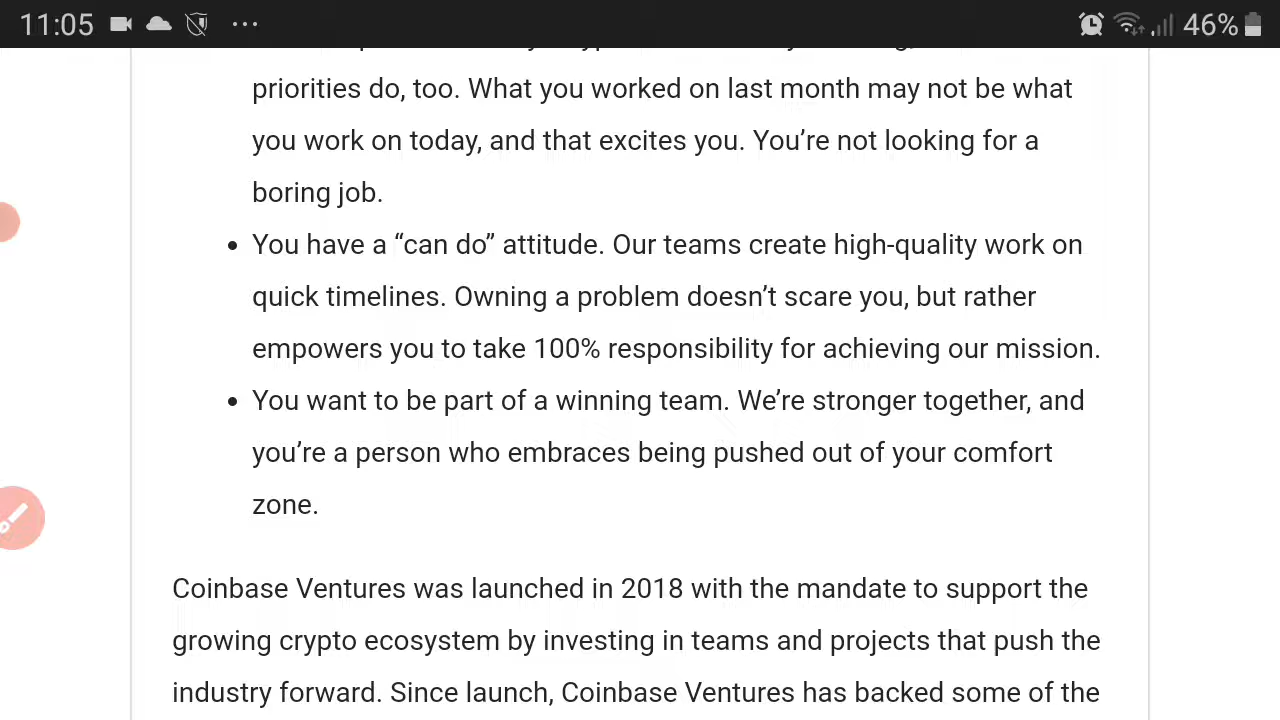 11:05 46%
priorities do, too. What you worked on last month may not be what
you work on today, and that excites you. You’re not looking for a
boring job.
• You have a “can do” attitude. Our teams create high-quality work on
quick timelines. Owning a problem doesn’t scare you, but rather
empowers you to take 100% responsibility for achieving our mission.
• You want to be part of a winning team. We’re stronger together, and
you’re a person who embraces being pushed out of your comfort
zone.
Coinbase Ventures was launched in 2018 with the mandate to support the
growing crypto ecosystem by investing in teams and projects that push the
industry forward. Since launch, Coinbase Ventures has backed some of the